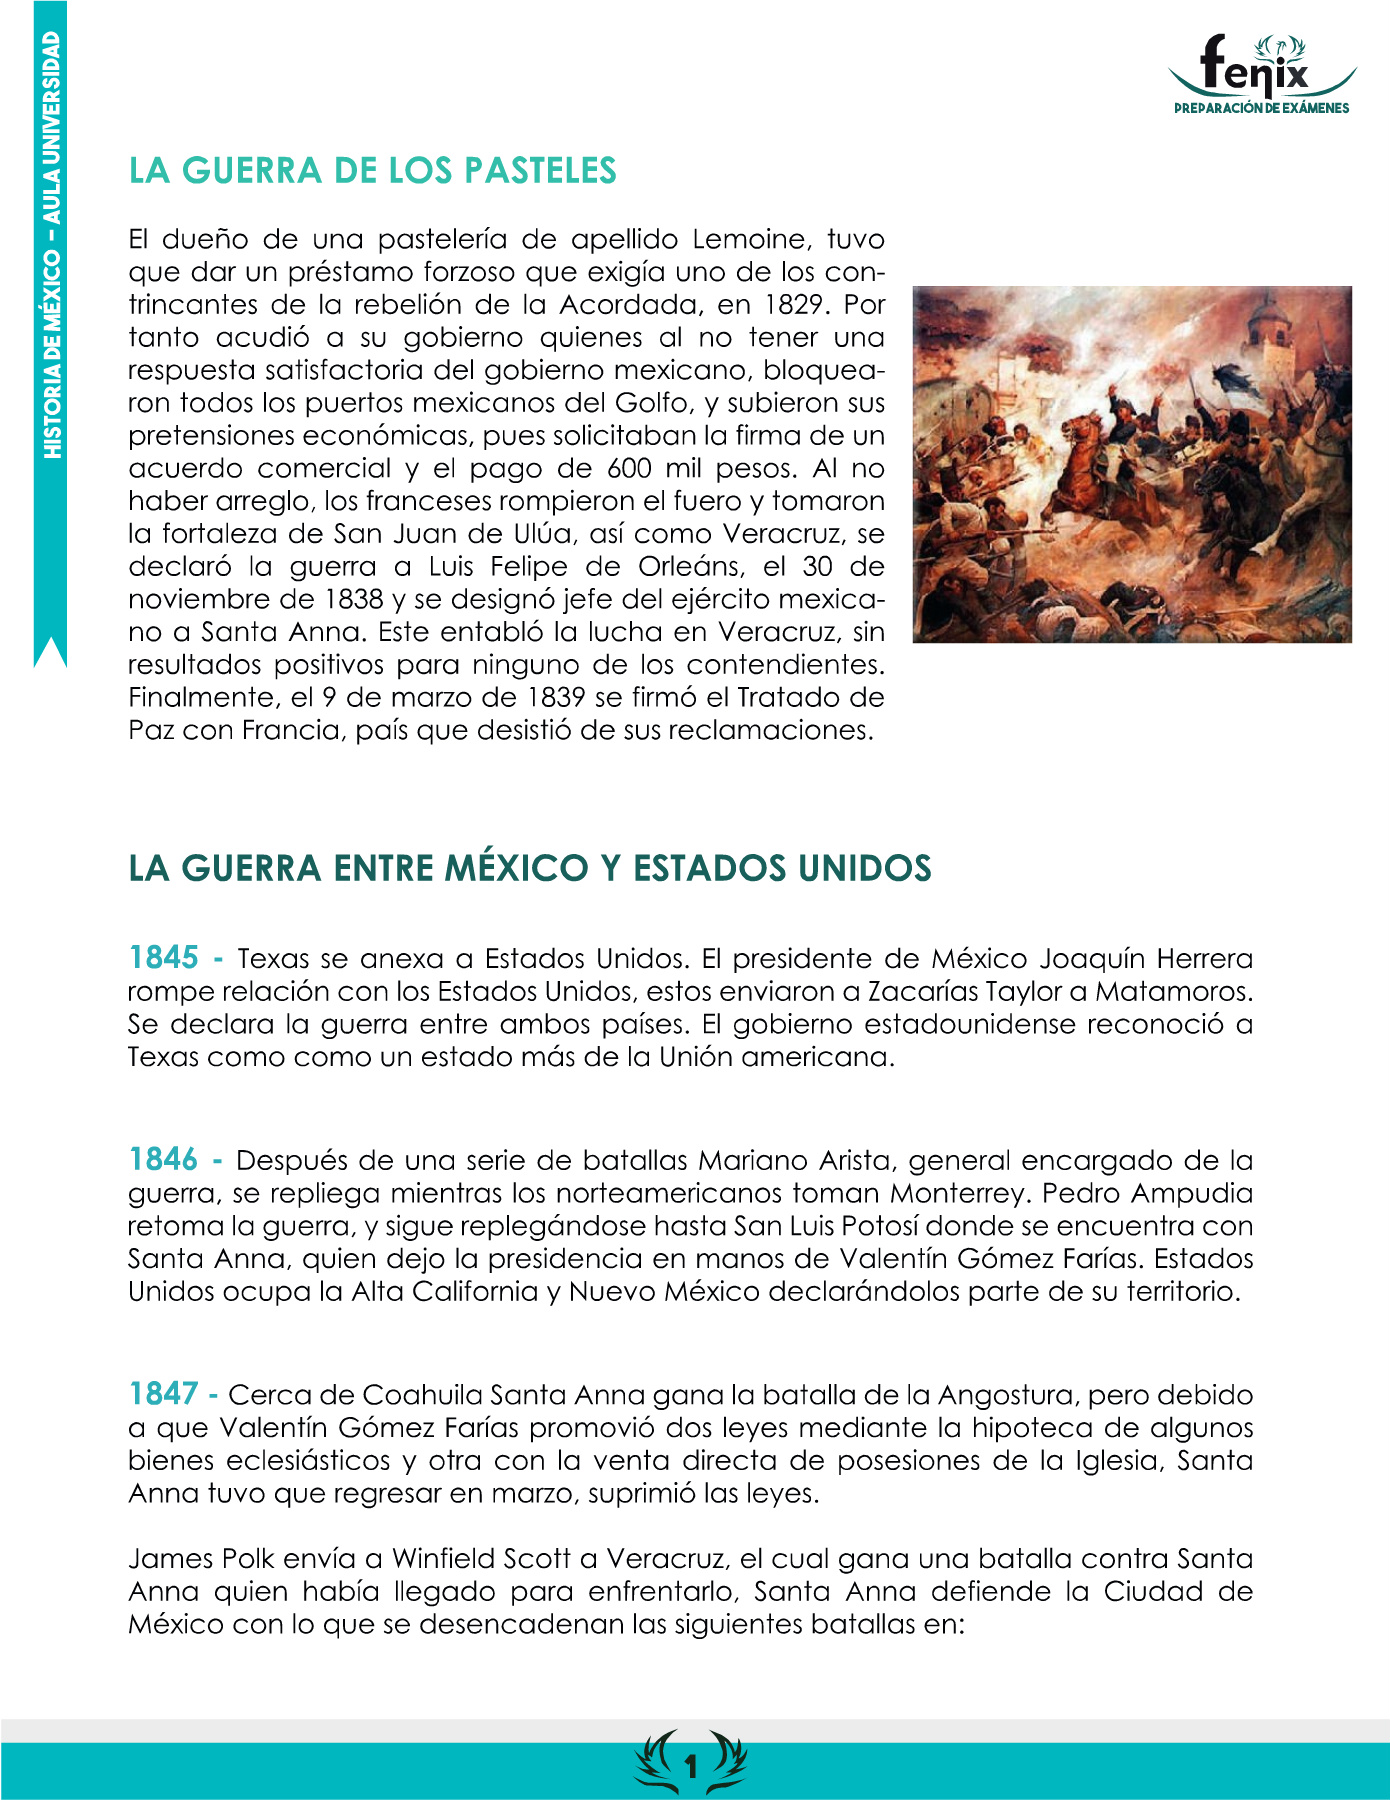 HISTORIA DE MÉXICO - AULA UNIVERSIDAD
fenix
PREPARACIÓN DE EXÁMENES
LA GUERRA DE LOS PASTELES
El dueño de una pastelería de apellido Lemoine, tuvo
que dar un préstamo forzoso que exigía uno de los con-
trincantes de la rebelión de la Acordada, en 1829. Por
tanto acudió a su gobierno quienes al no tener una
respuesta satisfactoria del gobierno mexicano, bloquea-
ron todos los puertos mexicanos del Golfo, y subieron sus
pretensiones económicas, pues solicitaban la firma de un
acuerdo comercial y el pago de 600 mil pesos. Al no
haber arreglo, los franceses rompieron el fuero y tomaron
la fortaleza de San Juan de Ulúa, así como Veracruz, se
declaró la guerra a Luis Felipe de Orleáns, el 30 de
noviembre de 1838 y se designó jefe del ejército mexica-
no a Santa Anna. Este entabló la lucha en Veracruz, sin
resultados positivos para ninguno de los contendientes.
Finalmente, el 9 de marzo de 1839 se firmó el Tratado de
Paz con Francia, país que desistió de sus reclamaciones.
LA GUERRA ENTRE MÉXICO Y ESTADOS UNIDOS
1845 - Texas se anexa a Estados Unidos. El presidente de México Joaquín Herrera
rompe relación con los Estados Unidos, estos enviaron a Zacarías Taylor a Matamoros.
Se declara la guerra entre ambos países. El gobierno estadounidense reconoció a
Texas como como un estado más de la Unión americana.
1846 - Después de una serie de batallas Mariano Arista, general encargado de la
guerra, se repliega mientras los norteamericanos toman Monterrey. Pedro Ampudia
retoma la guerra, y sigue replegándose hasta San Luis Potosí donde se encuentra con
Santa Anna, quien dejo la presidencia en manos de Valentín Gómez Farías. Estados
Unidos ocupa la Alta California y Nuevo México declarándolos parte de su territorio.
1847 - Cerca de Coahuila Santa Anna gana la batalla de la Angostura, pero debido
a que Valentín Gómez Farías promovió dos leyes mediante la hipoteca de algunos
bienes eclesiásticos y otra con la venta directa de posesiones de la Iglesia, Santa
Anna tuvo que regresar en marzo, suprimió las leyes.
James Polk envía a Winfield Scott a Veracruz, el cual gana una batalla contra Santa
Anna quien había llegado para enfrentarlo, Santa Anna defiende la Ciudad de
México con lo que se desencadenan las siguientes batallas en:
1